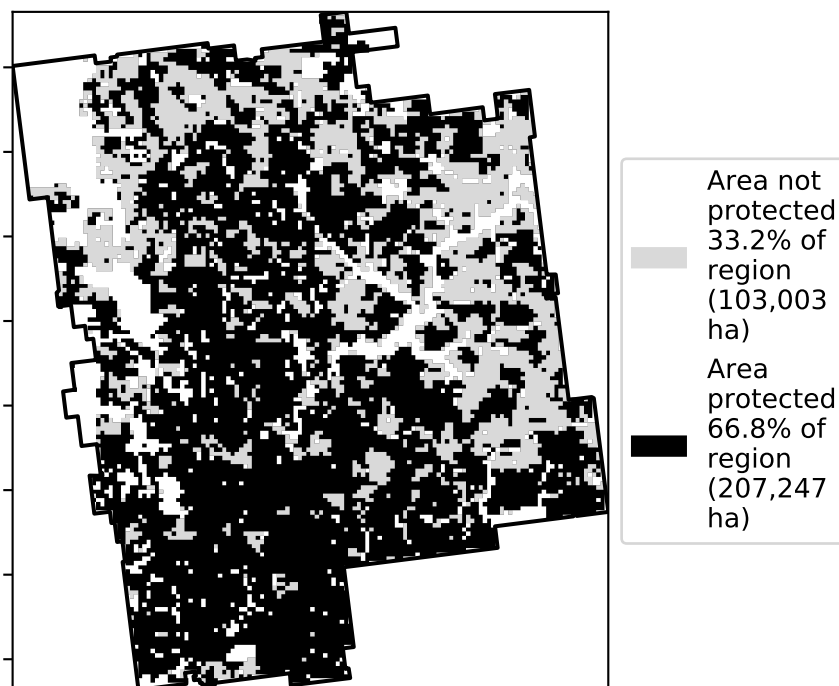 Area not
protected
33.2% of
region
(103,003
ha)
Area
protected
66.8% of
region
(207,247
ha)